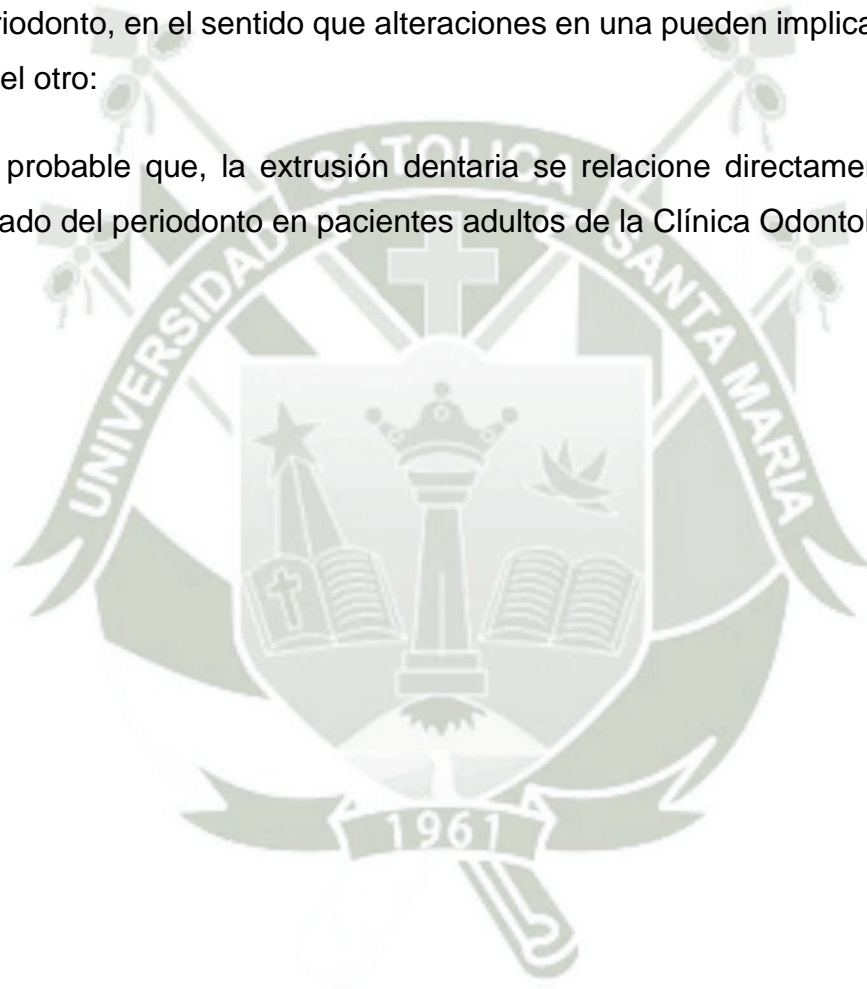 riodonto, en el sentido que alteraciones en una pueden implica
el otro:
probable que, la extrusión dentaria se relacione directame
ado del periodonto en pacientes adultos de la Clínica Odonto
UNIVERSIDAD CATOLICA SANTA MARIA
1961